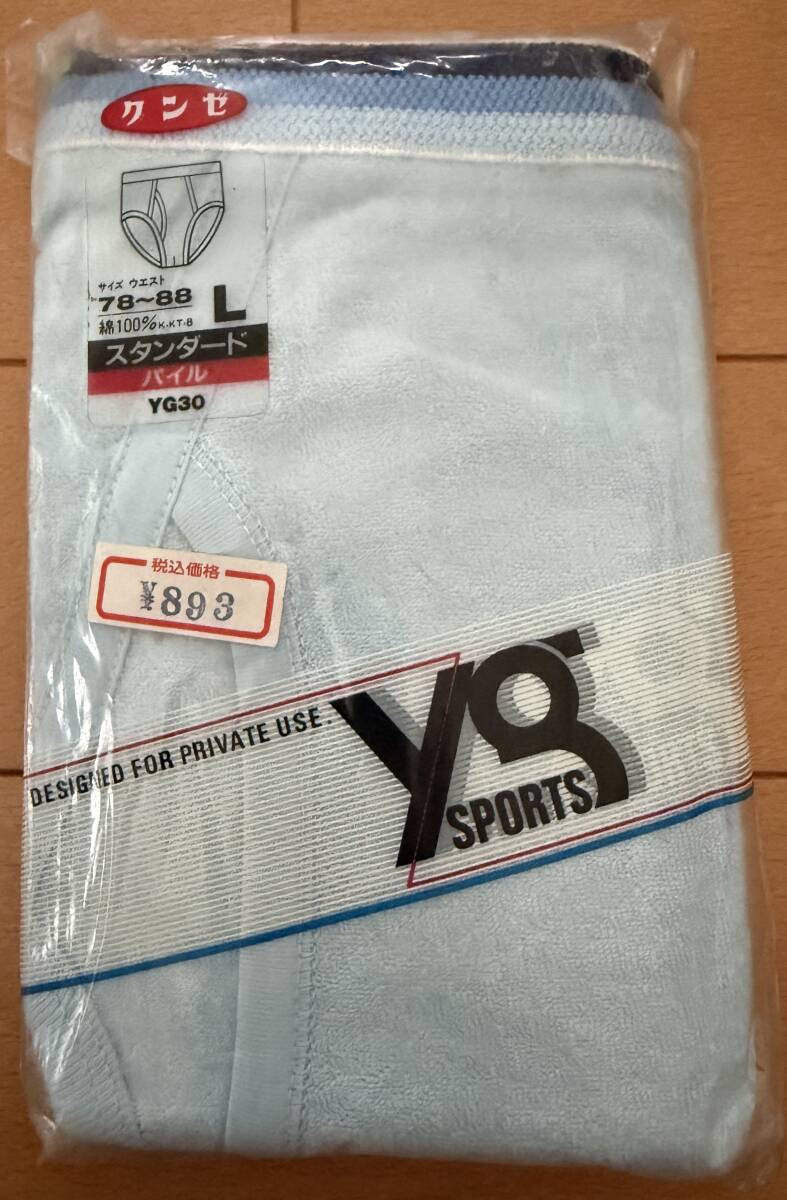 クンゼ
サイズ ウエスト
78〜88 L
綿100% K・KT・B
スタンダード
パイル
YG30
税込価格
¥893
DESIGNED FOR PRIVATE USE.
YG
SPORTS